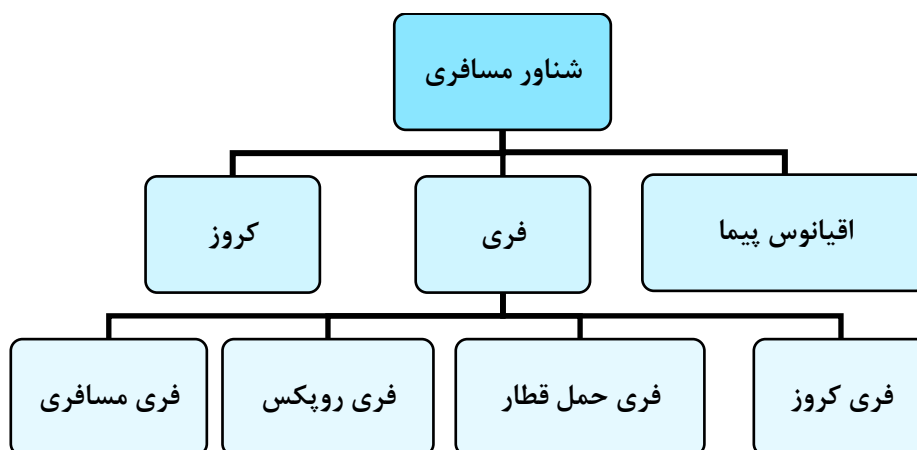 شناور مسافری
اقیانوس پیما
فری
کروز
فری کروز
فری حمل قطار
فری روپکس
فری مسافری